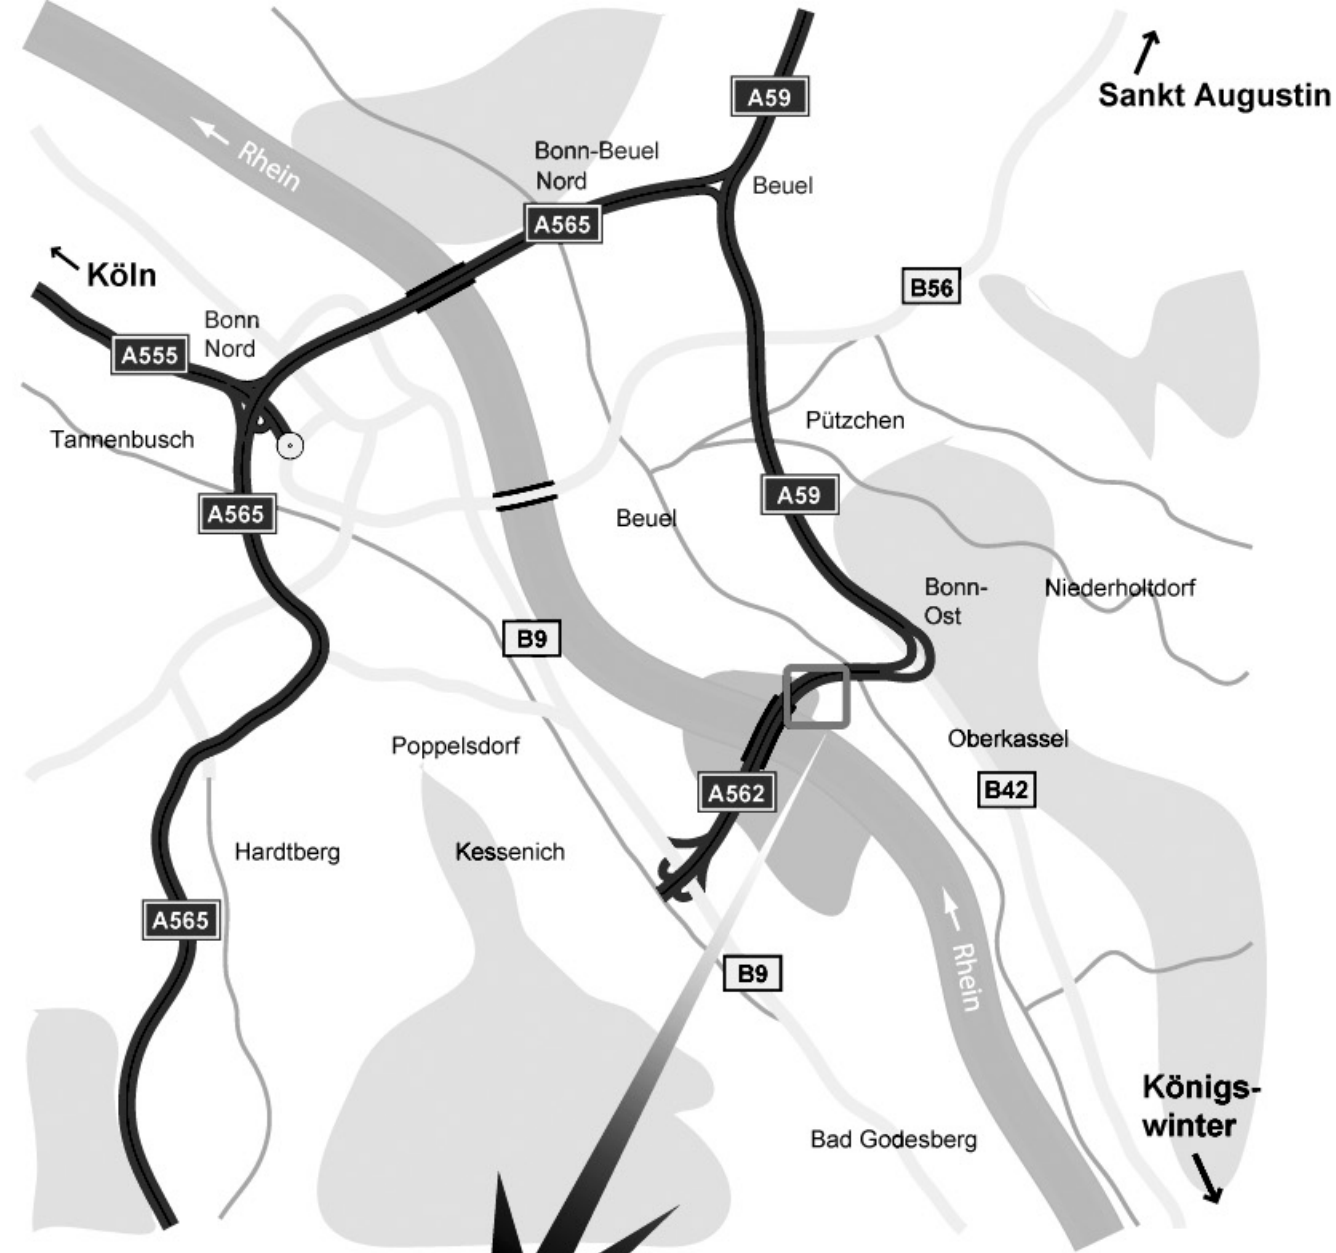 A59
Sankt Augustin
Bonn-Beuel
Nord
Rhein
Beuel
A565
Köln
B56
Bonn
Nord
A555
Pützchen
Tannenbusch
A59
A565
Beuel
Bonn-
Ost
Niederholtdorf
B9
Poppelsdorf
Oberkassel
A562
B42
Hardtberg
Kessenich
A565
B9
Rhein
Königs-
winter
Bad Godesberg